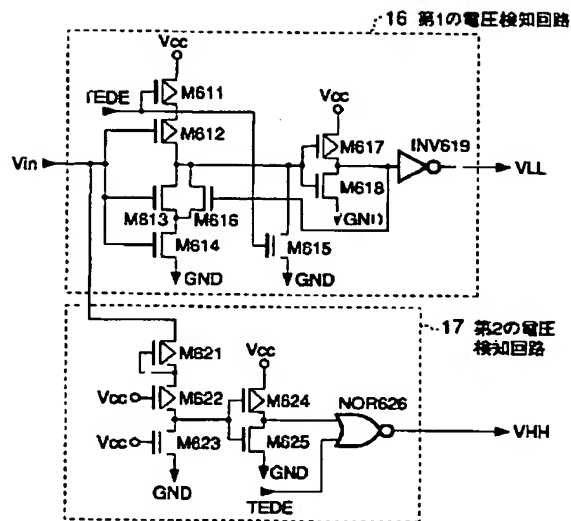 16 第1の電圧検知回路
Vcc
M611
TEDE
M612
Vcc
M617
INV619
Vin
VLL
M618
M613
M616
GND
M614
M615
GND
GND
17 第2の電圧
検知回路
M621
Vcc
Vcc
M622
M624
NOR626
VHH
Vcc
M623
M625
GND
GND
TEDE